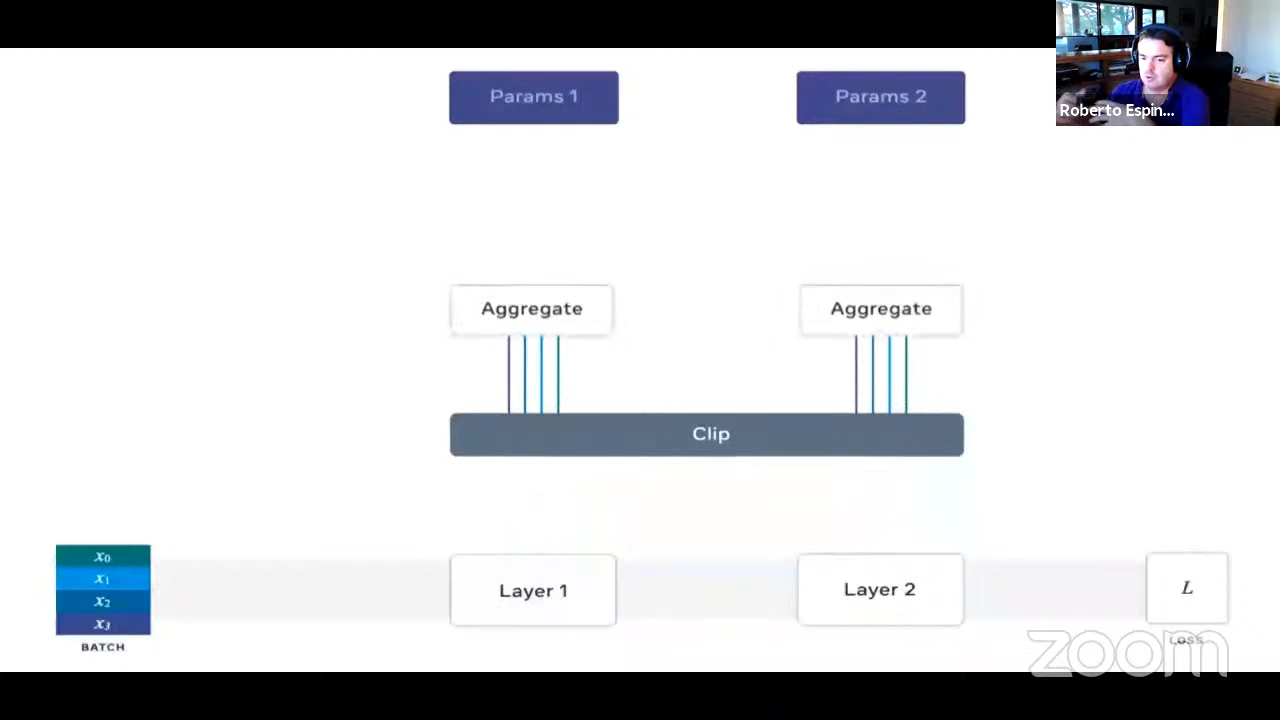 Params 1
Params 2
Roberto Espin...
Aggregate
Aggregate
Clip
x0
x1
x2
x3
BATCH
Layer 1
Layer 2
L
LOSS
zoom